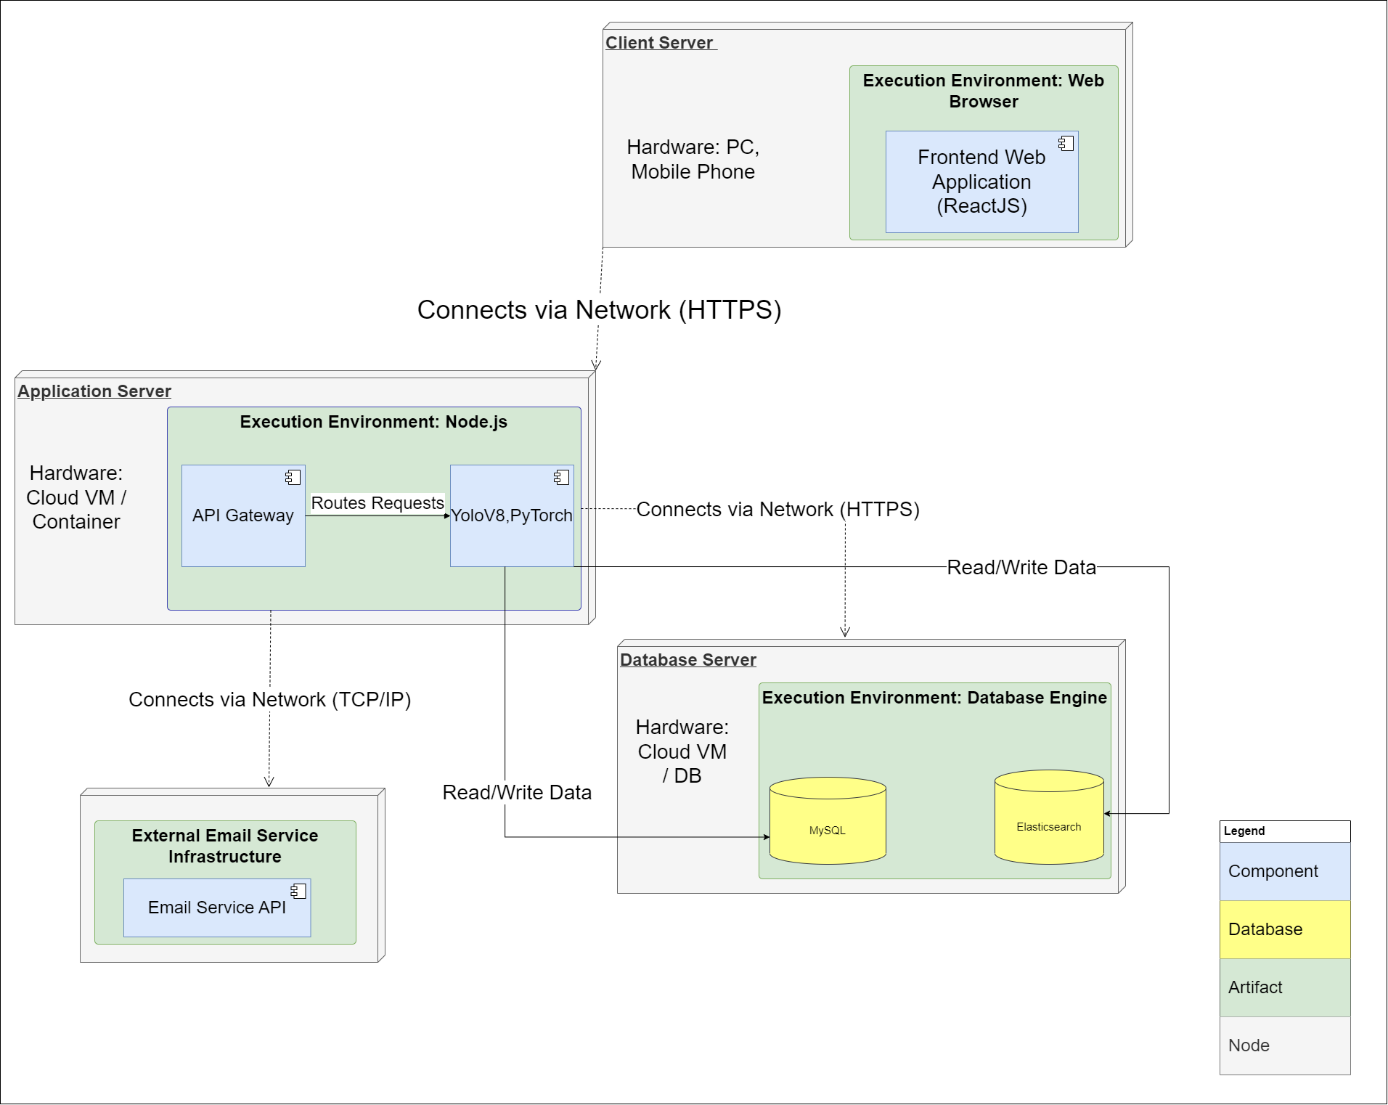 Client Server
Execution Environment: Web
Browser
Hardware: PC,
Mobile Phone
Frontend Web
Application
(ReactJS)
Connects via Network (HTTPS)
Application Server
Execution Environment: Node.js
Hardware:
Cloud VM /
Container
API Gateway
Routes Requests
YoloV8,PyTorch
Connects via Network (HTTPS)
Read/Write Data
Connects via Network (TCP/IP)
Database Server
Execution Environment: Database Engine
Hardware:
Cloud VM
/ DB
Read/Write Data
MySQL
Elasticsearch
External Email Service
Infrastructure
Email Service API
Legend
Component
Database
Artifact
Node